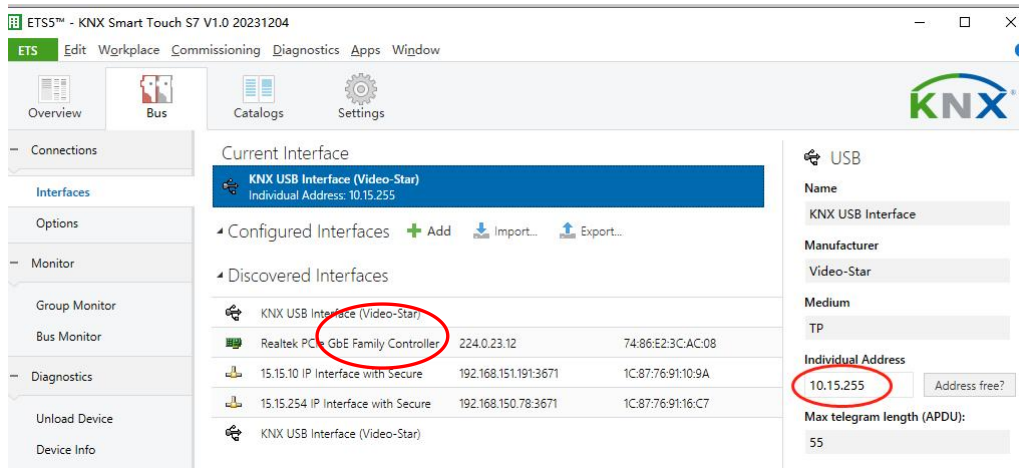 ETS5™ - KNX Smart Touch S7 V1.0 20231204
ETS Edit Workplace Commissioning Diagnostics Apps Window
Overview Bus Catalogs Settings
KNX
Connections
Interfaces
Options
Monitor
Group Monitor
Bus Monitor
Diagnostics
Unload Device
Device Info
Current Interface
KNX USB Interface (Video-Star)
Individual Address: 10.15.255
Configured Interfaces Add Import... Export...
Discovered Interfaces
KNX USB Interface (Video-Star)
Realtek PCIe GbE Family Controller 224.0.23.12 74:86:E2:3C:AC:08
15.15.10 IP Interface with Secure 192.168.151.191:3671 1C:87:76:91:10:9A
15.15.254 IP Interface with Secure 192.168.150.78:3671 1C:87:76:91:16:C7
KNX USB Interface (Video-Star)
USB
Name
KNX USB Interface
Manufacturer
Video-Star
Medium
TP
Individual Address
10.15.255 Address free?
Max telegram length (APDU):
55